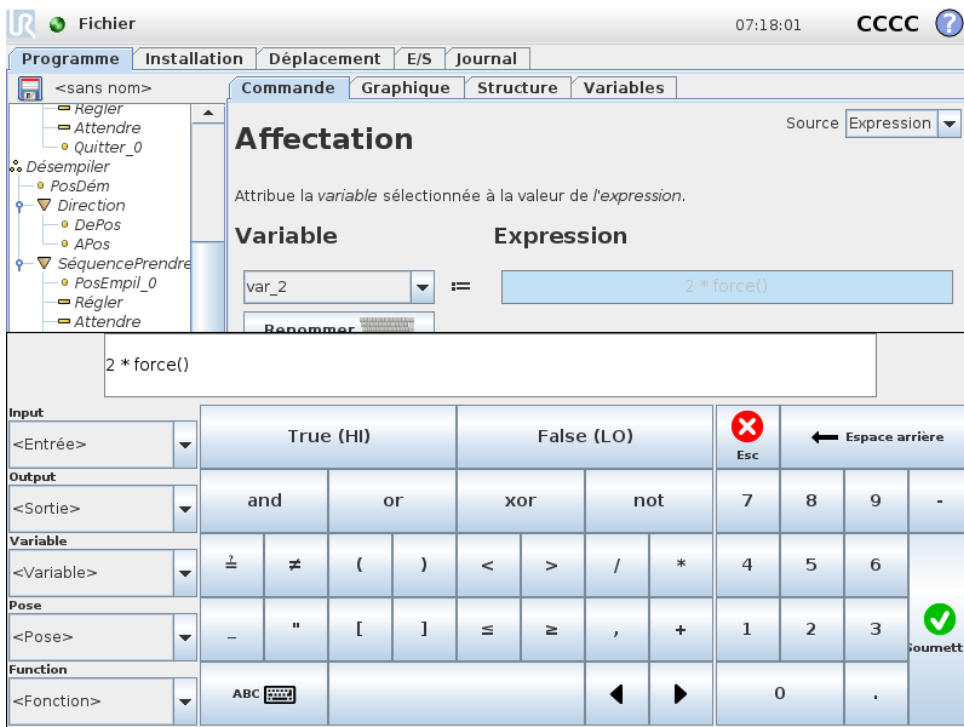 UR Fichier 07:18:01 CCCC ?
Programme Installation Déplacement E/S Journal
<sans nom> Commande Graphique Structure Variables
Régler
Attendre
Quitter_0
Désempiler
PosDém
Direction
DePos
APos
SéquencePrendre
PosEmpil_0
Régler
Attendre
Affectation
Source Expression
Attribue la variable sélectionnée à la valeur de l'expression.
Variable Expression
var_2 := 2 * force()
Renommer
2 * force()
Input
<Entrée>
Output
<Sortie>
Variable
<Variable>
Pose
<Pose>
Function
<Fonction>
True (HI) False (LO) Esc Espace arrière
and or xor not 7 8 9 -
≟ ≠ ( ) < > / * 4 5 6
_ " [ ] ≤ ≥ , + 1 2 3
Soumett
ABC 0 .